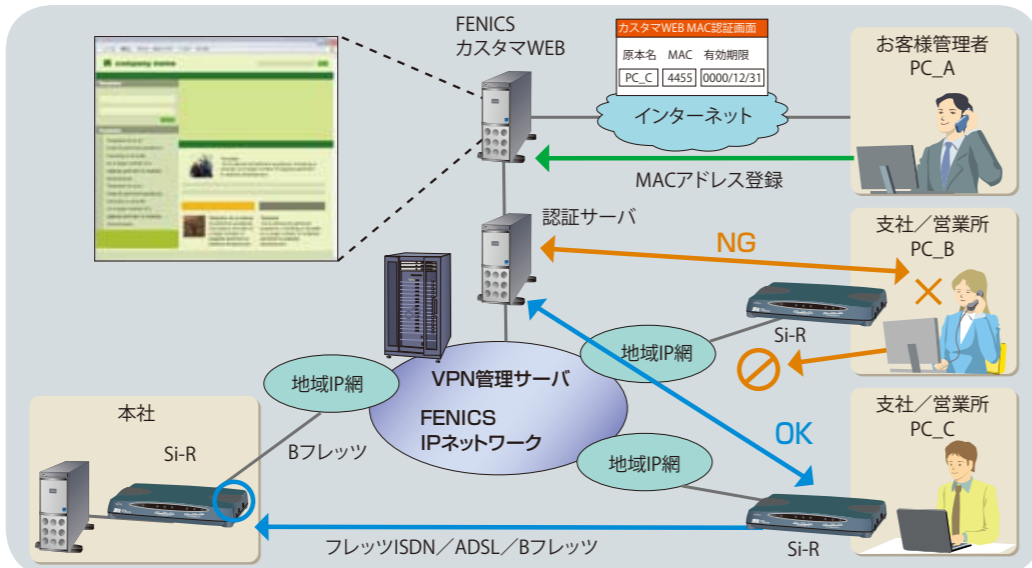 FENICS
カスタマWEB
カスタマWEB MAC認証画面
原本名 MAC 有効期限
PC_C 4455 0000/12/31
インターネット
お客様管理者
PC_A
MACアドレス登録
company name
認証サーバ
NG
支社／営業所
PC_B
Si-R
地域IP網
地域IP網
VPN管理サーバ
FENICS
IPネットワーク
本社
Si-R
Bフレッツ
OK
地域IP網
支社／営業所
PC_C
Si-R
フレッツISDN／ADSL／Bフレッツ